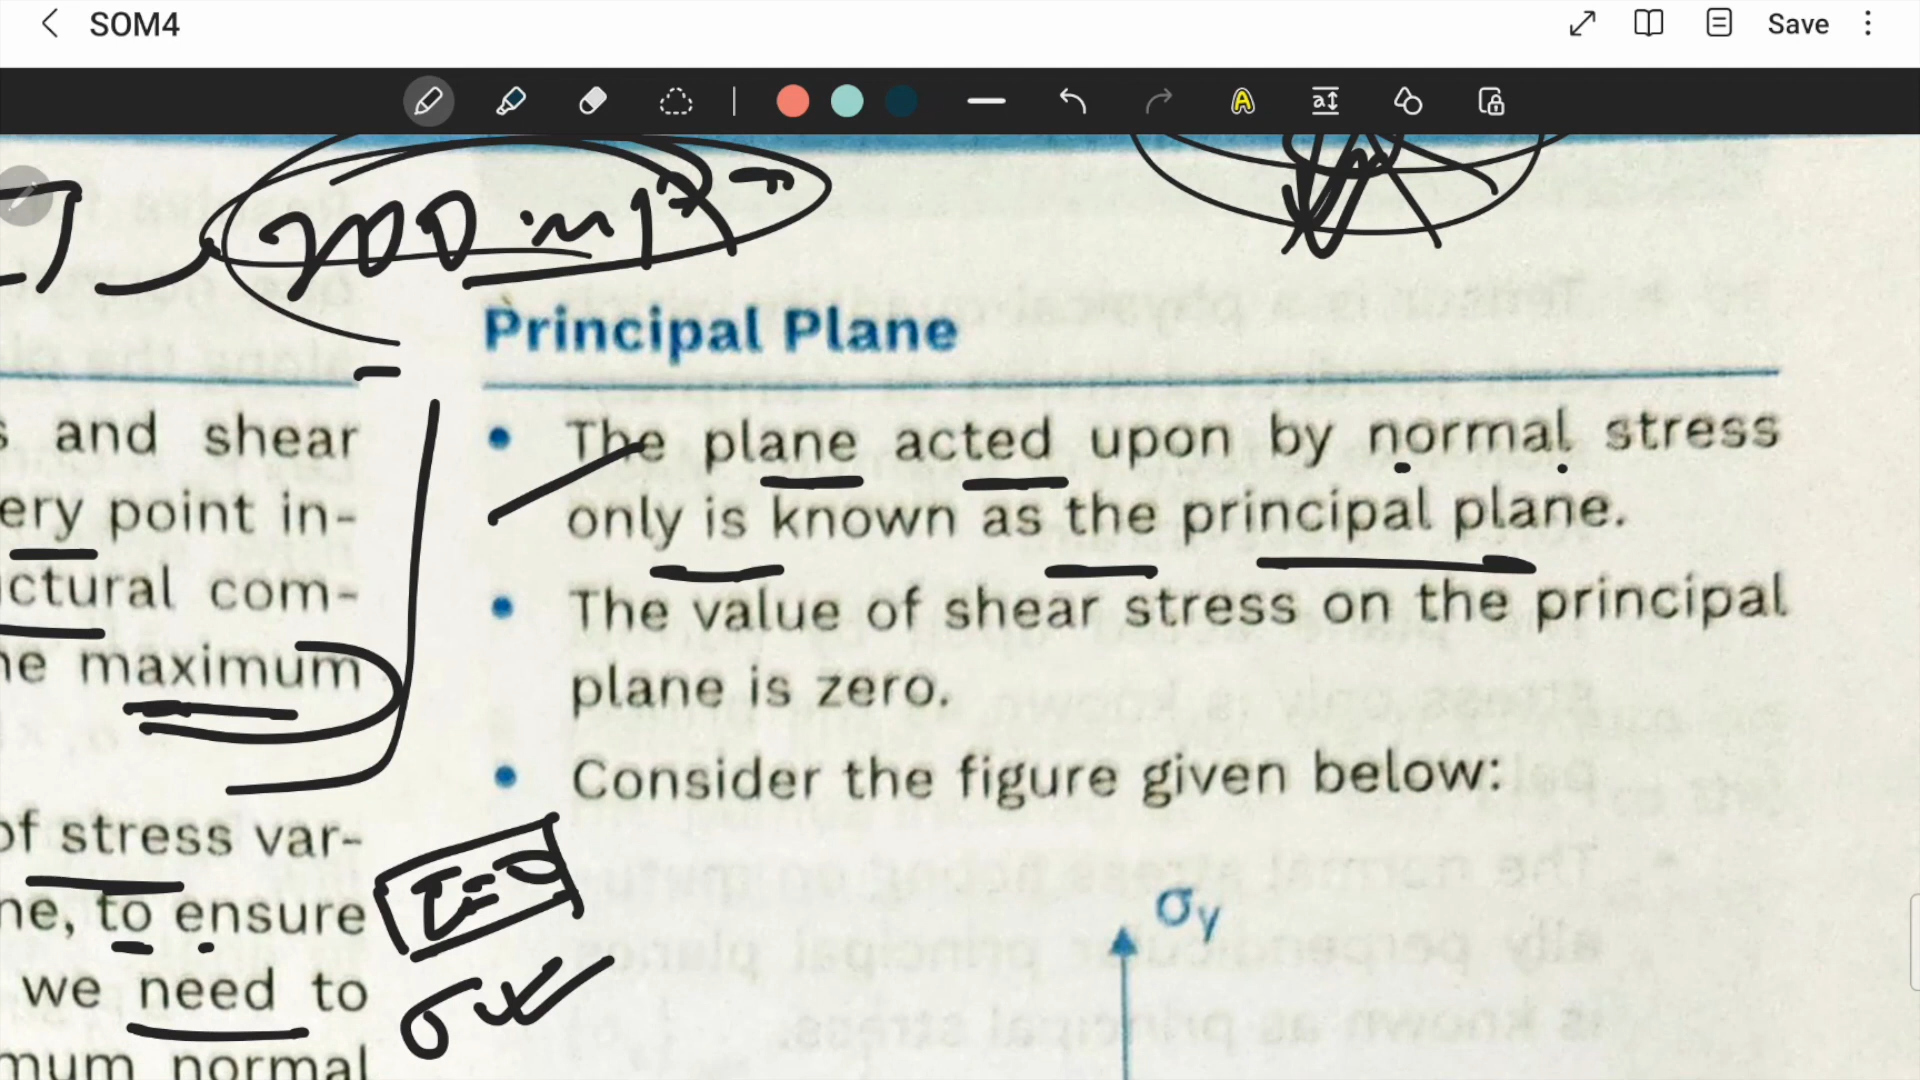 SOM4
Save
Principal Plane
• The plane acted upon by normal stress
only is known as the principal plane.
• The value of shear stress on the principal
plane is zero.
• Consider the figure given below:
σy
and shear
ery point in-
ctural com-
maximum
of stress var-
ne, to ensure
we need to
mum normal
τ=0